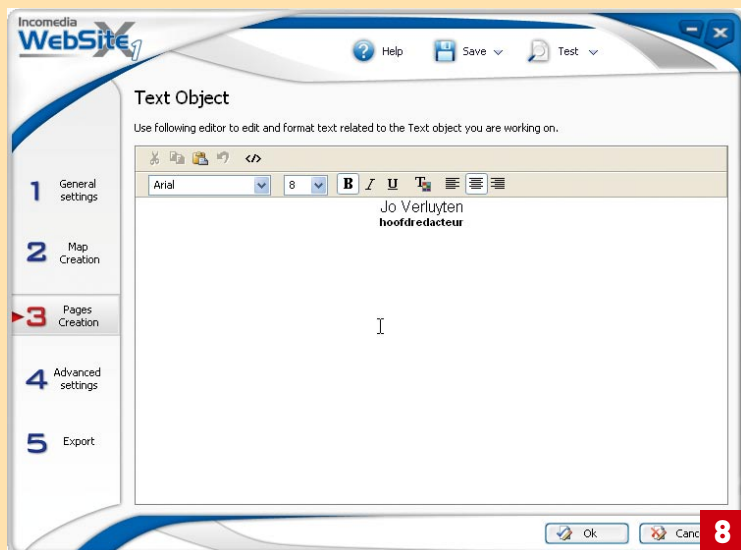 Incomedia
WebSite X1
Help Save Test
Text Object
Use following editor to edit and format text related to the Text object you are working on.
Arial 8 B I U T
Jo Verluyten
hoofdredacteur
1 General settings
2 Map Creation
3 Pages Creation
4 Advanced settings
5 Export
Ok
8